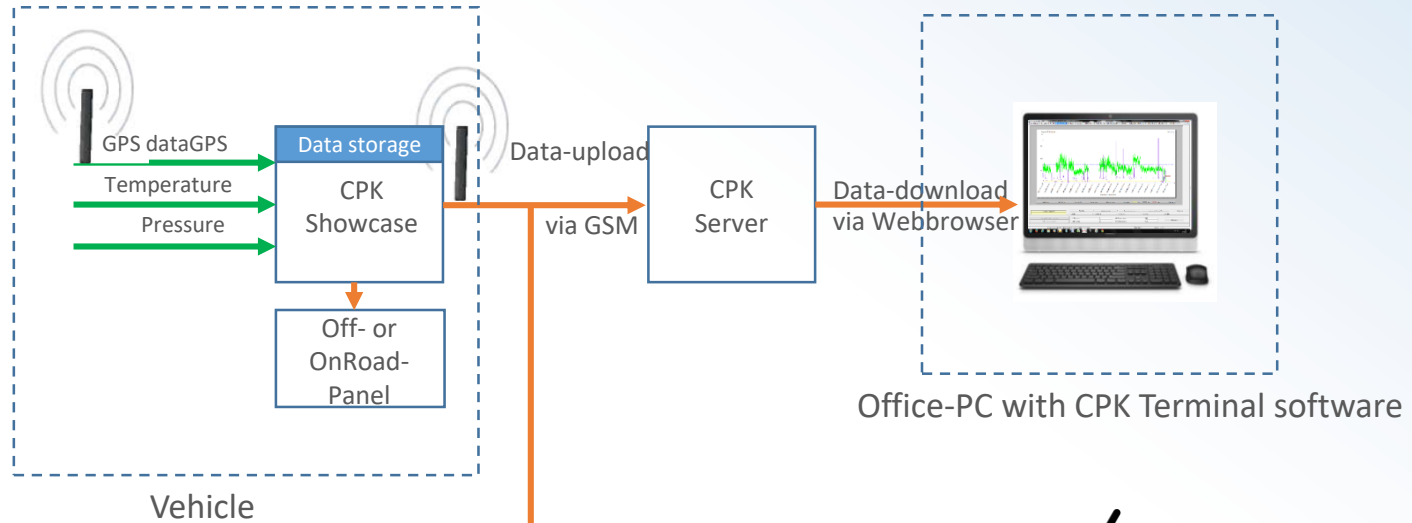 GPS dataGPS
Temperature
Pressure
Data storage
CPK
Showcase
Off- or
OnRoad-
Panel
Vehicle
Data-upload
via GSM
CPK
Server
Data-download
via Webbrowser
Office-PC with CPK Terminal software